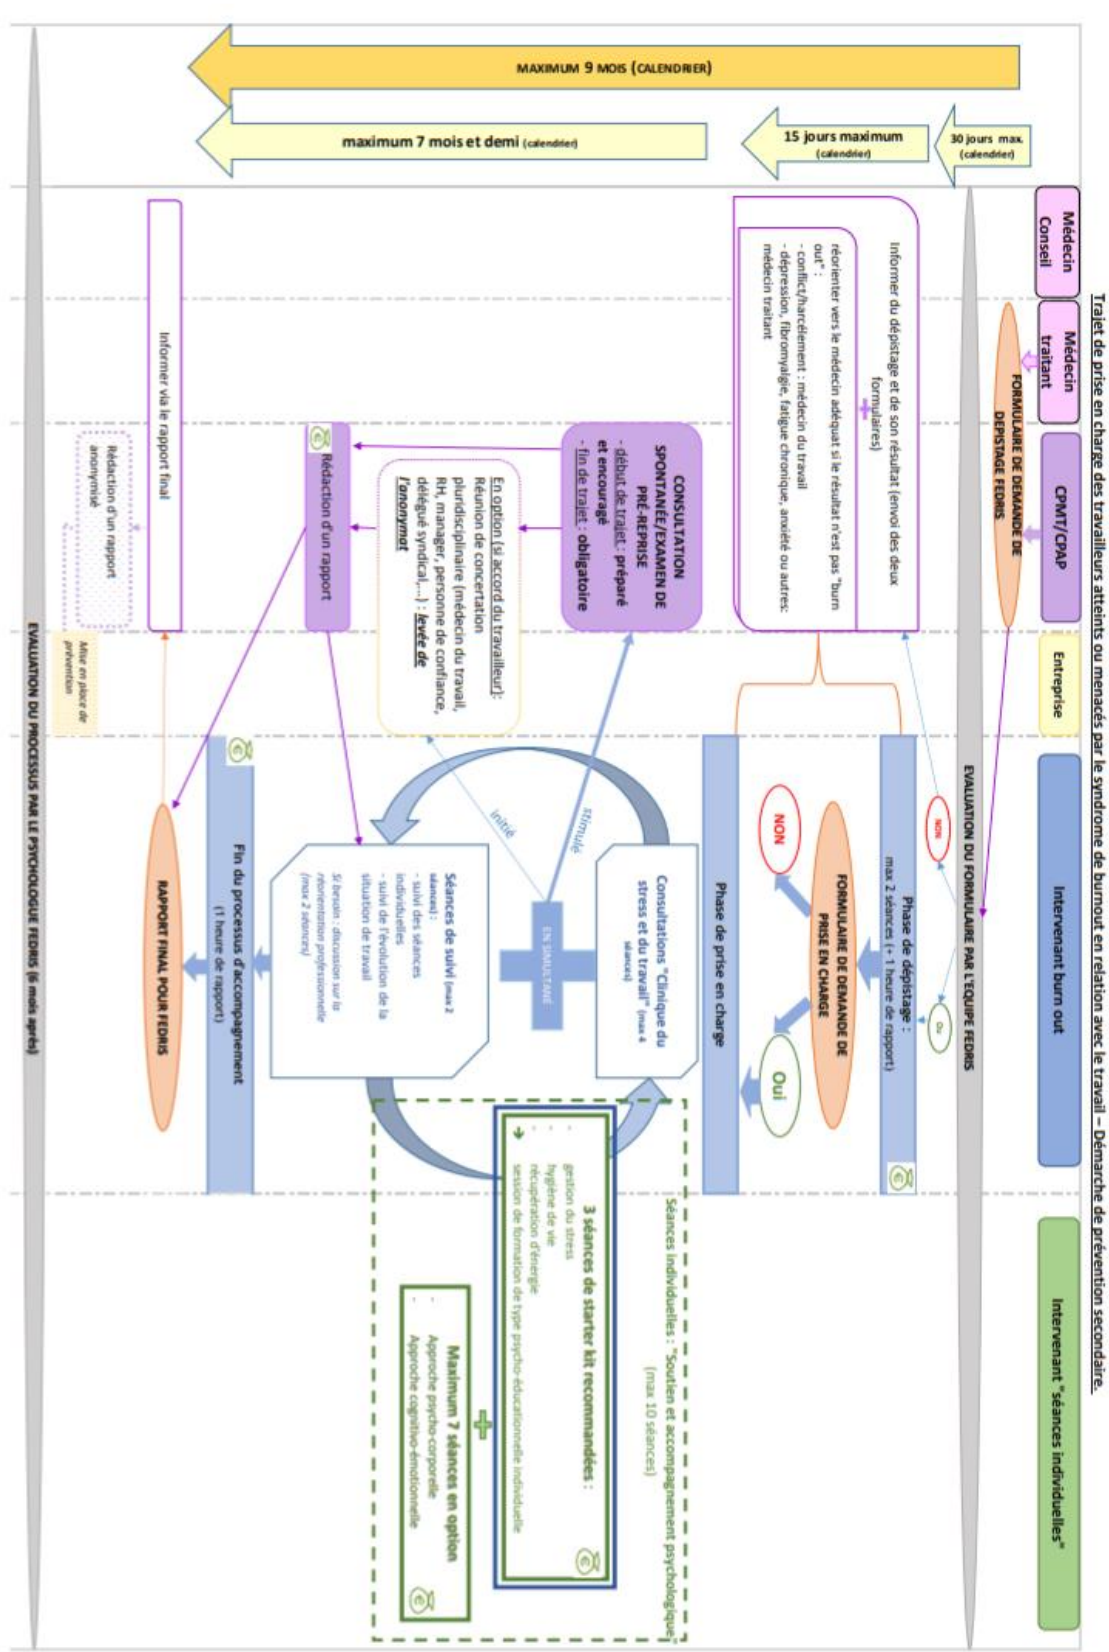 Trajet de prise en charge des travailleurs atteints ou menacés par le syndrome de burnout en relation avec le travail – Démarche de prévention secondaire.
Médecin
Conseil
Médecin
traitant
CPMT/CPAP
Entreprise
Intervenant burn out
Intervenant "séances individuelles"
MAXIMUM 9 MOIS (CALENDRIER)
30 jours max.
(calendrier)
15 jours maximum
(calendrier)
maximum 7 mois et demi (calendrier)
FORMULAIRE DE DEMANDE DE
DEPISTAGE FEDRIS
EVALUATION DU FORMULAIRE PAR L'EQUIPE FEDRIS
NON
Oui
Informer du dépistage et de son résultat (envoi des deux
formulaires)
+
réorienter vers le médecin adéquat si le résultat n'est pas "burn
out" :
- conflict/harcélement : médecin du travail
- dépression, fibromyalgie, fatigue chronique, anxiété ou autres:
médecin traitant
Phase de dépistage :
max 2 séances (+ 1 heure de rapport)
€
FORMULAIRE DE DEMANDE DE
PRISE EN CHARGE
NON
Oui
Phase de prise en charge
CONSULTATION
SPONTANÉE/EXAMEN DE
PRÉ-REPRISE
- début de trajet : préparé
et encouragé
- fin de trajet : obligatoire
stimulé
initié
EN SIMULTANÉ
Consultations "Clinique du
stress et du travail" (max 4
séances)
Séances individuelles : "Soutien et accompagnement psychologique"
(max 10 séances)
3 séances de starter kit recommandées :
- gestion du stress
- hygiène de vie
- récupération d'énergie
→ session de formation de type psycho-éducationnelle individuelle
€
+
Maximum 7 séances en option
- Approche psycho-corporelle
- Approche cognitivo-émotionnelle
€
En option (si accord du travailleur):
Réunion de concertation
pluridisciplinaire (médecin du travail,
RH, manager, personne de confiance,
délégué syndical,...) : levée de
l'anonymat
Séances de suivi (max 2
séances) :
- suivi des séances
individuelles
- suivi de l'évolution de la
situation de travail
Si besoin : discussion sur la
réorientation professionnelle
(max 2 séances)
€
Rédaction d'un rapport
€
Fin du processus d'accompagnement
(1 heure de rapport)
Informer via le rapport final
RAPPORT FINAL POUR FEDRIS
Rédaction d'un rapport
anonymisé
Mise en place de
prévention
EVALUATION DU PROCESSUS PAR LE PSYCHOLOGUE FEDRIS (6 mois après)